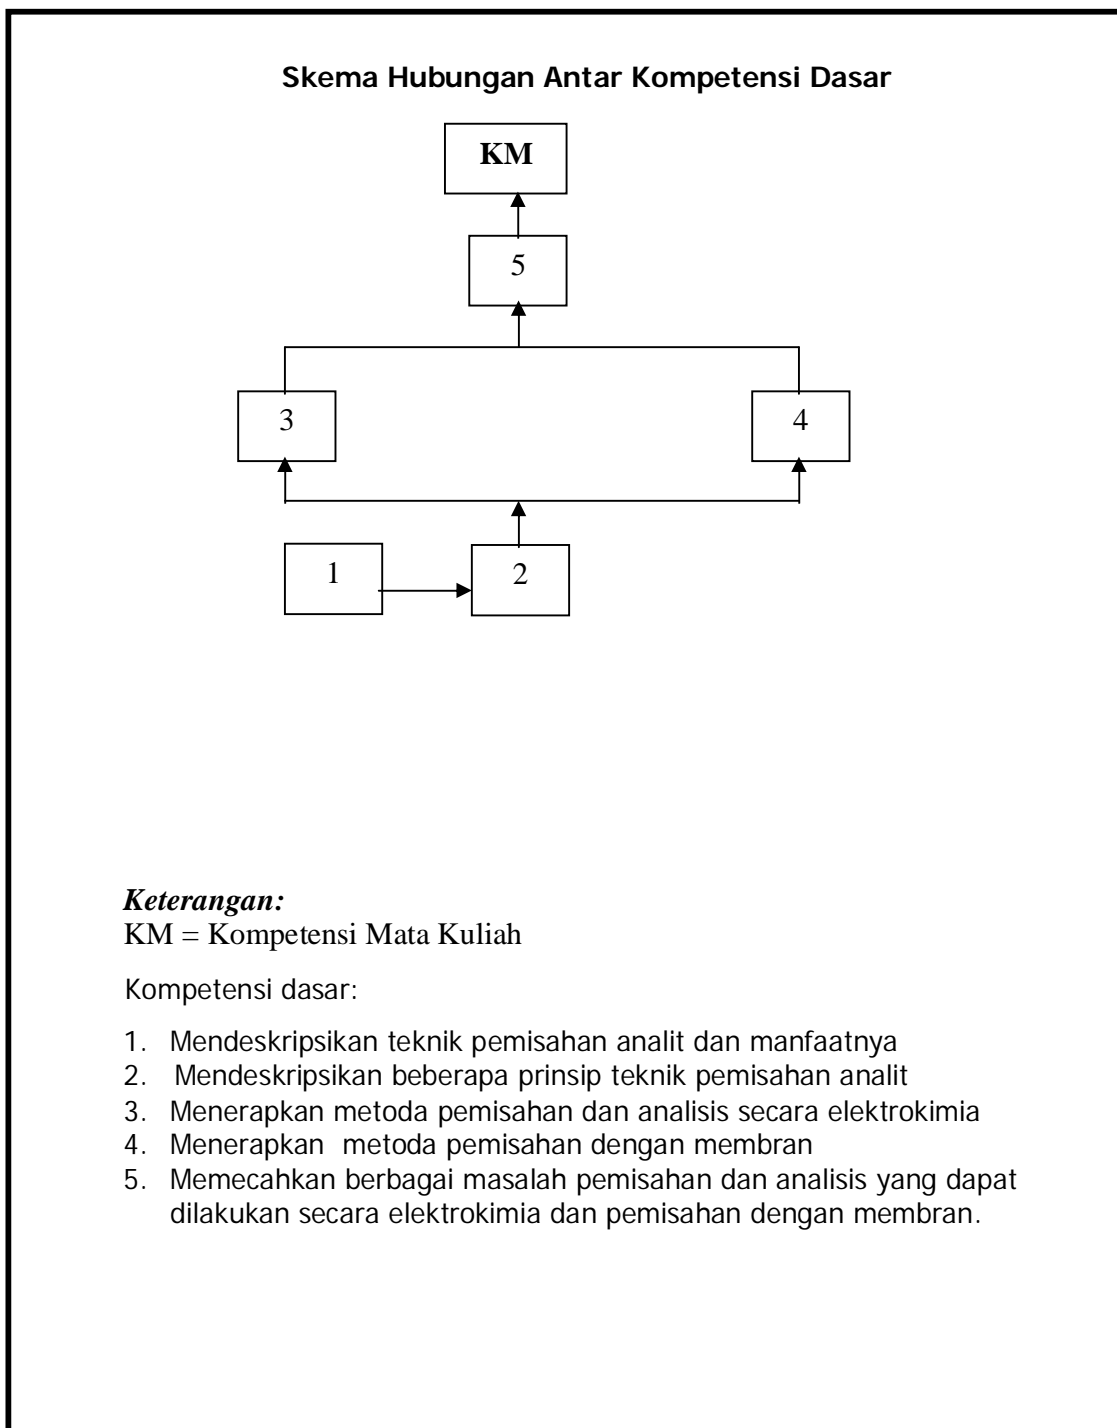 Skema Hubungan Antar Kompetensi Dasar
KM
5
3
4
1
2
Keterangan:
KM = Kompetensi Mata Kuliah
Kompetensi dasar:
1. Mendeskripsikan teknik pemisahan analit dan manfaatnya
2. Mendeskripsikan beberapa prinsip teknik pemisahan analit
3. Menerapkan metoda pemisahan dan analisis secara elektrokimia
4. Menerapkan metoda pemisahan dengan membran
5. Memecahkan berbagai masalah pemisahan dan analisis yang dapat
dilakukan secara elektrokimia dan pemisahan dengan membran.